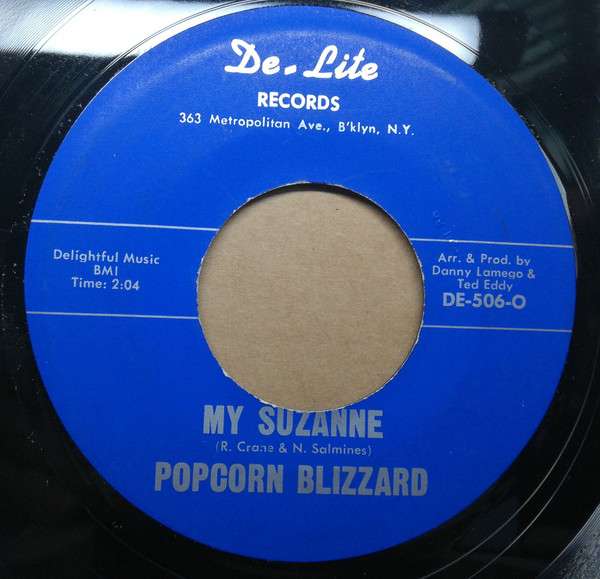 De-Lite
RECORDS
363 Metropolitan Ave., B'klyn, N.Y.
Delightful Music
BMI
Time: 2:04
Arr. & Prod. by
Danny Lamego &
Ted Eddy
DE-506-O
MY SUZANNE
(R. Crane & N. Salmines)
POPCORN BLIZZARD